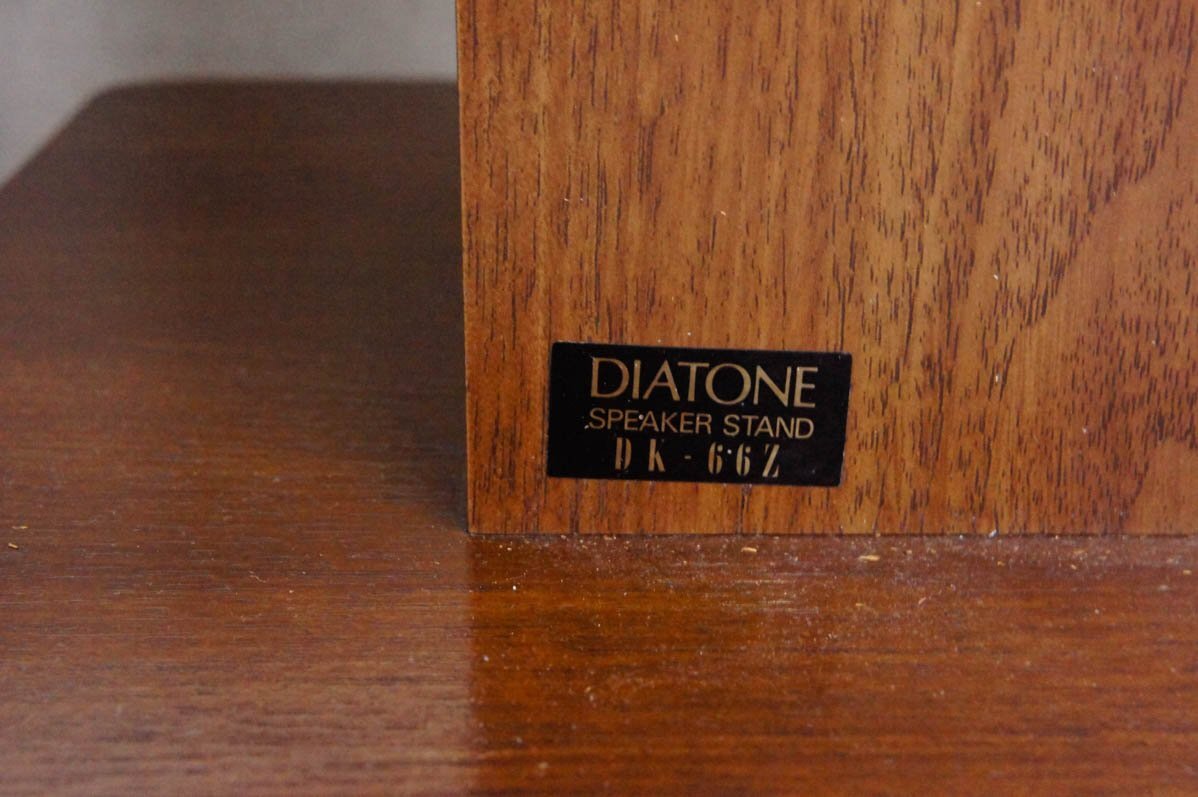 DIATONE
SPEAKER STAND
DK-66Z